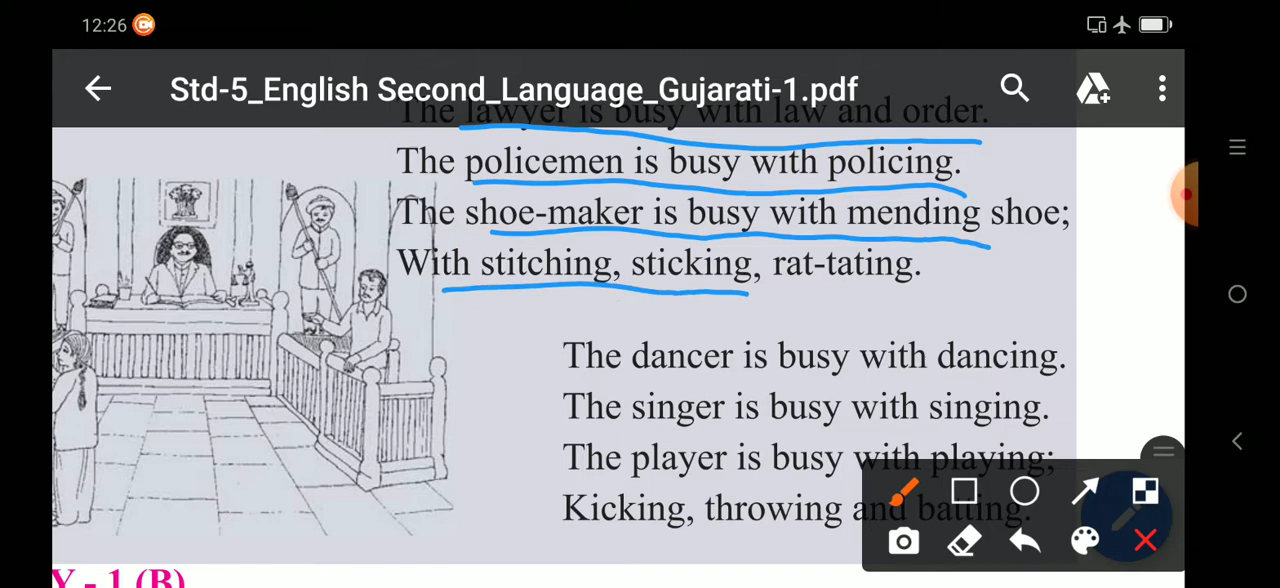 12:26
Std-5_English Second_Language_Gujarati-1.pdf
The lawyer is busy with law and order.
The policemen is busy with policing.
The shoe-maker is busy with mending shoe;
With stitching, sticking, rat-tating.
The dancer is busy with dancing.
The singer is busy with singing.
The player is busy with playing;
Kicking, throwing and batting.
Y - 1 (B)